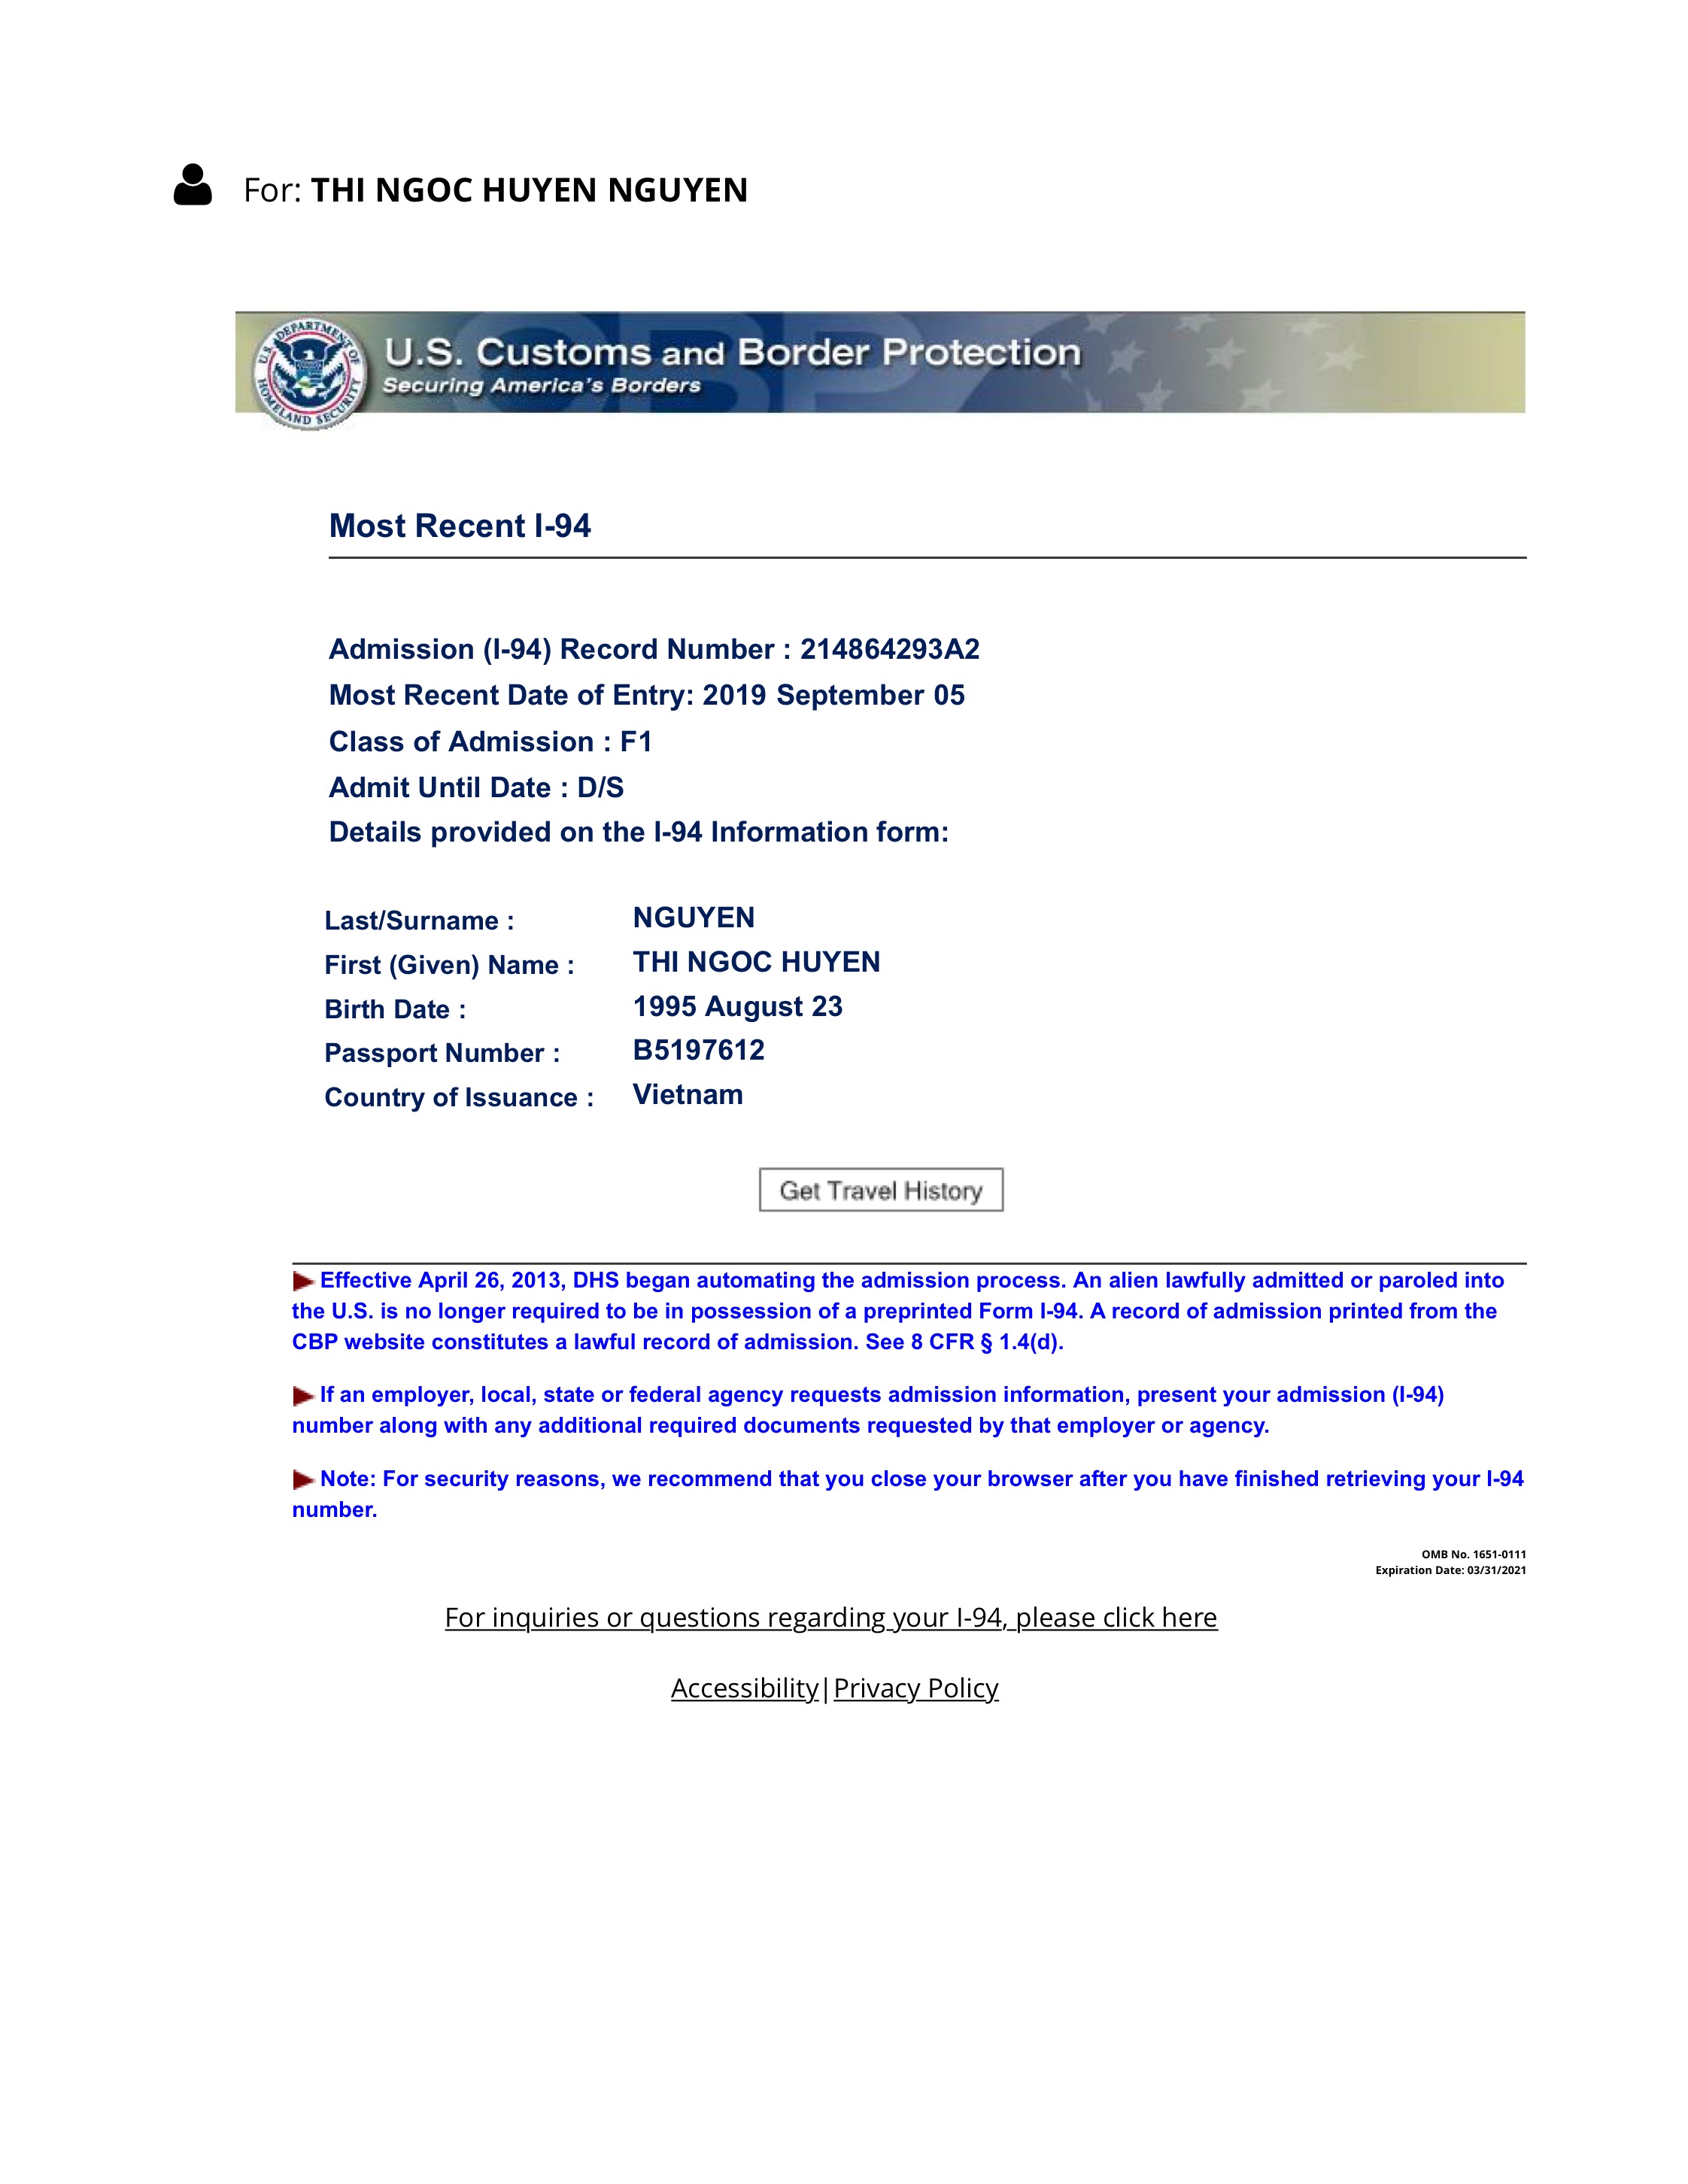 For: THI NGOC HUYEN NGUYEN
U.S. DEPARTMENT OF HOMELAND SECURITY
U.S. Customs and Border Protection
Securing America's Borders
CBP
Most Recent I-94
Admission (I-94) Record Number : 214864293A2
Most Recent Date of Entry: 2019 September 05
Class of Admission : F1
Admit Until Date : D/S
Details provided on the I-94 Information form:
Last/Surname : NGUYEN
First (Given) Name : THI NGOC HUYEN
Birth Date : 1995 August 23
Passport Number : B5197612
Country of Issuance : Vietnam
Get Travel History
Effective April 26, 2013, DHS began automating the admission process. An alien lawfully admitted or paroled into
the U.S. is no longer required to be in possession of a preprinted Form I-94. A record of admission printed from the
CBP website constitutes a lawful record of admission. See 8 CFR § 1.4(d).
If an employer, local, state or federal agency requests admission information, present your admission (I-94)
number along with any additional required documents requested by that employer or agency.
Note: For security reasons, we recommend that you close your browser after you have finished retrieving your I-94
number.
OMB No. 1651-0111
Expiration Date: 03/31/2021
For inquiries or questions regarding your I-94, please click here
Accessibility|Privacy Policy